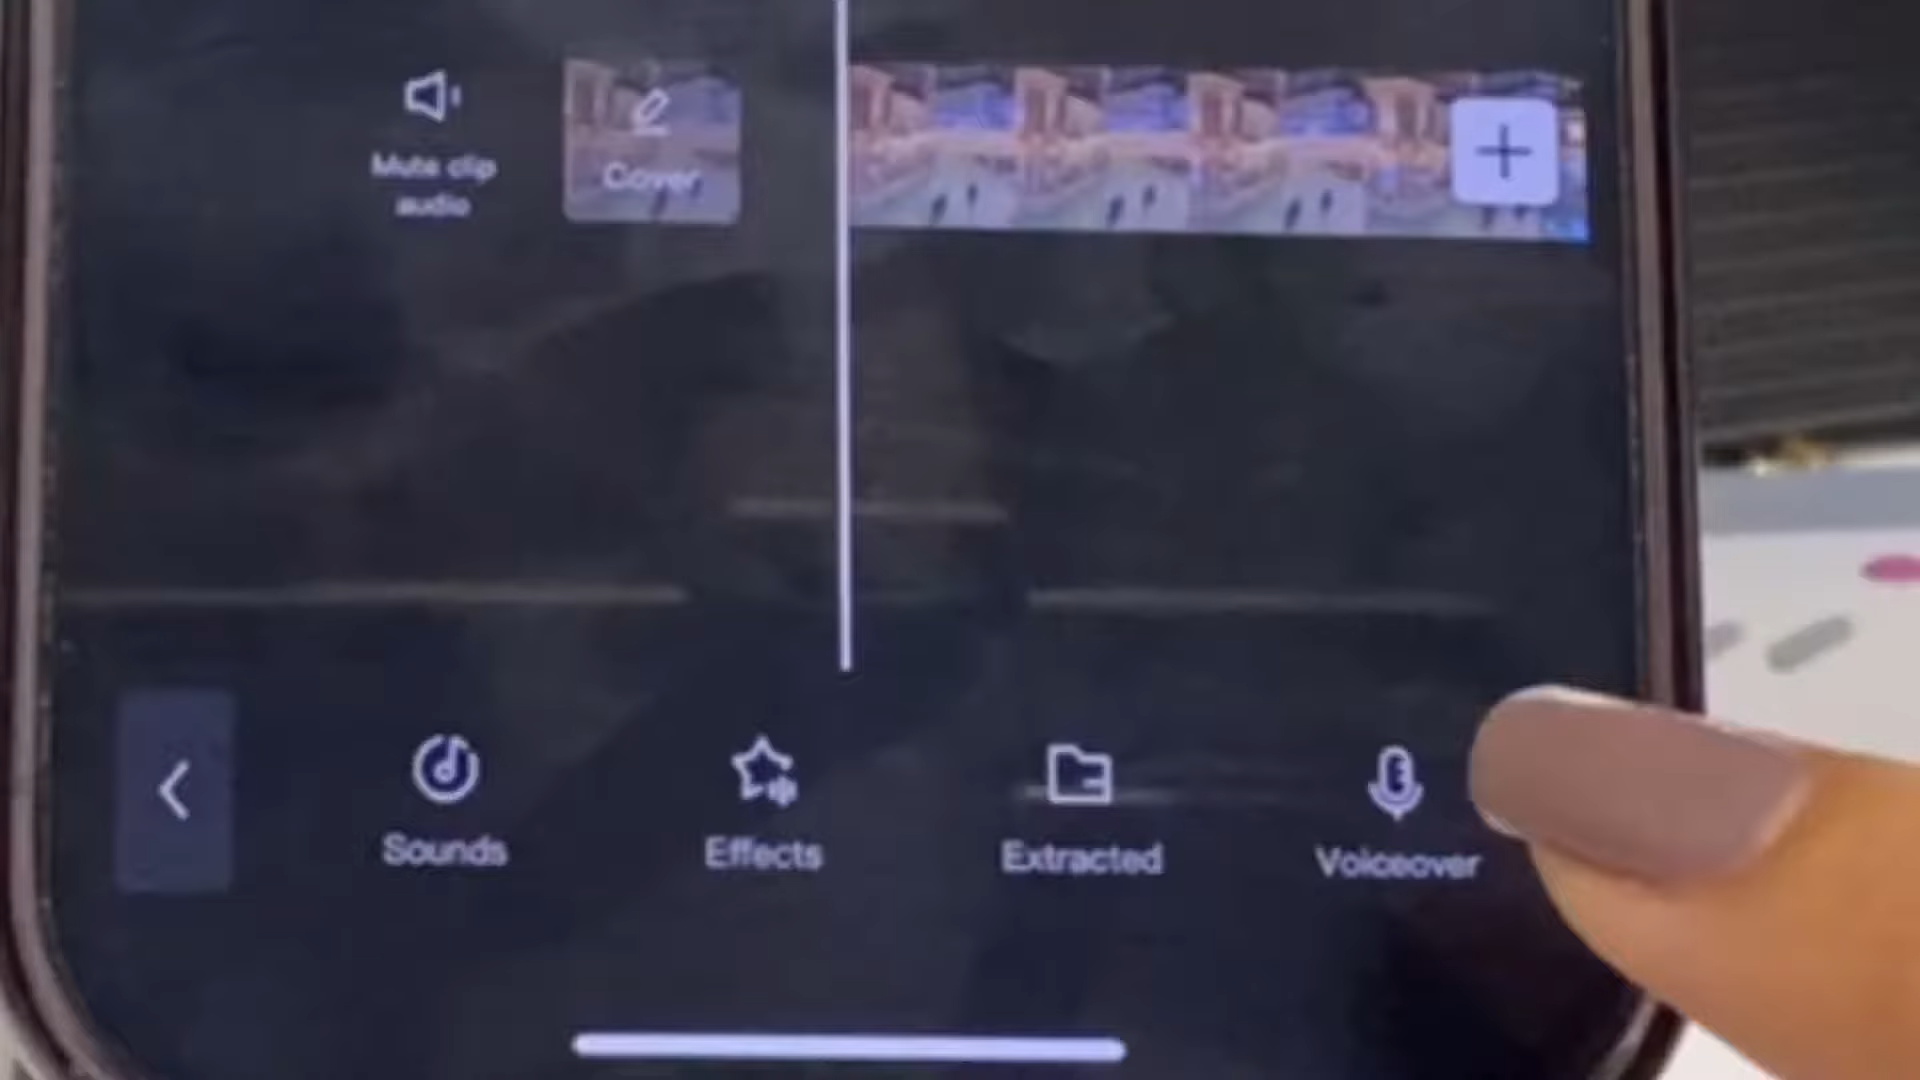 Mute clip
audio
Cover
Sounds
Effects
Extracted
Voiceover